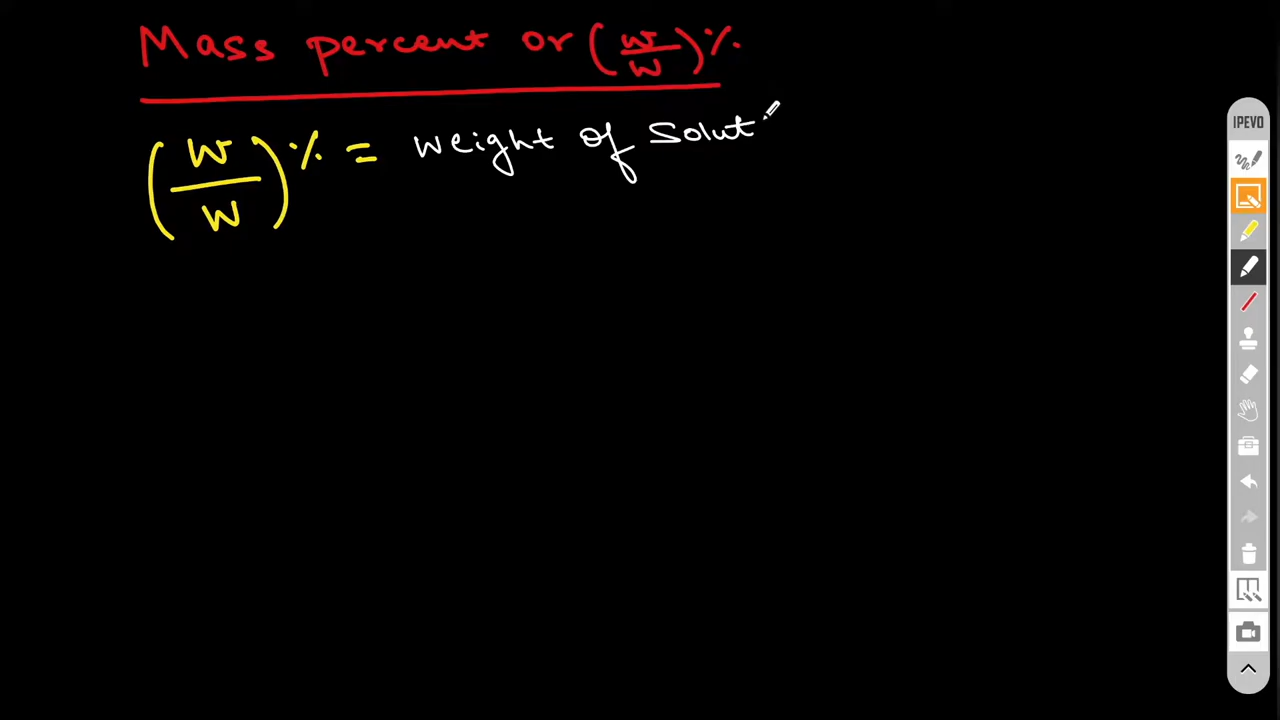 Mass percent or (w/w)%
(W/W)% = Weight of Solut
IPEVO